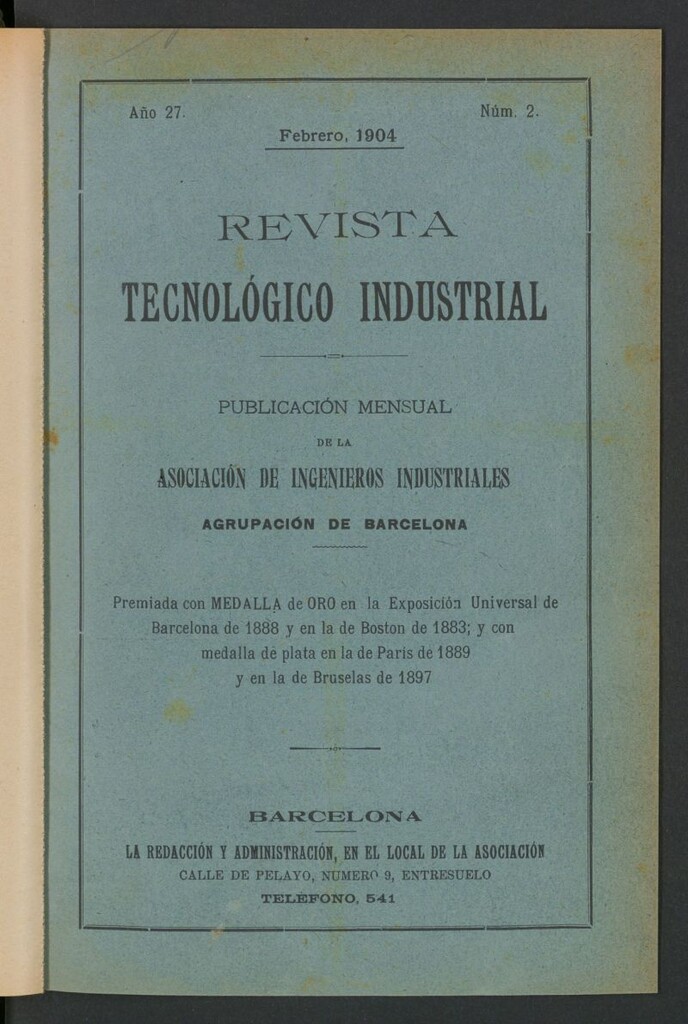 Año 27.
Núm. 2.
Febrero, 1904
REVISTA
TECNOLÓGICO INDUSTRIAL
PUBLICACIÓN MENSUAL
DE LA
ASOCIACIÓN DE INGENIEROS INDUSTRIALES
AGRUPACIÓN DE BARCELONA
Premiada con MEDALLA de ORO en la Exposición Universal de
Barcelona de 1888 y en la de Boston de 1883; y con
medalla de plata en la de París de 1889
y en la de Bruselas de 1897
BARCELONA
LA REDACCIÓN Y ADMINISTRACIÓN, EN EL LOCAL DE LA ASOCIACIÓN
CALLE DE PELAYO, NUMERO 9, ENTRESUELO
TELEFONO, 541